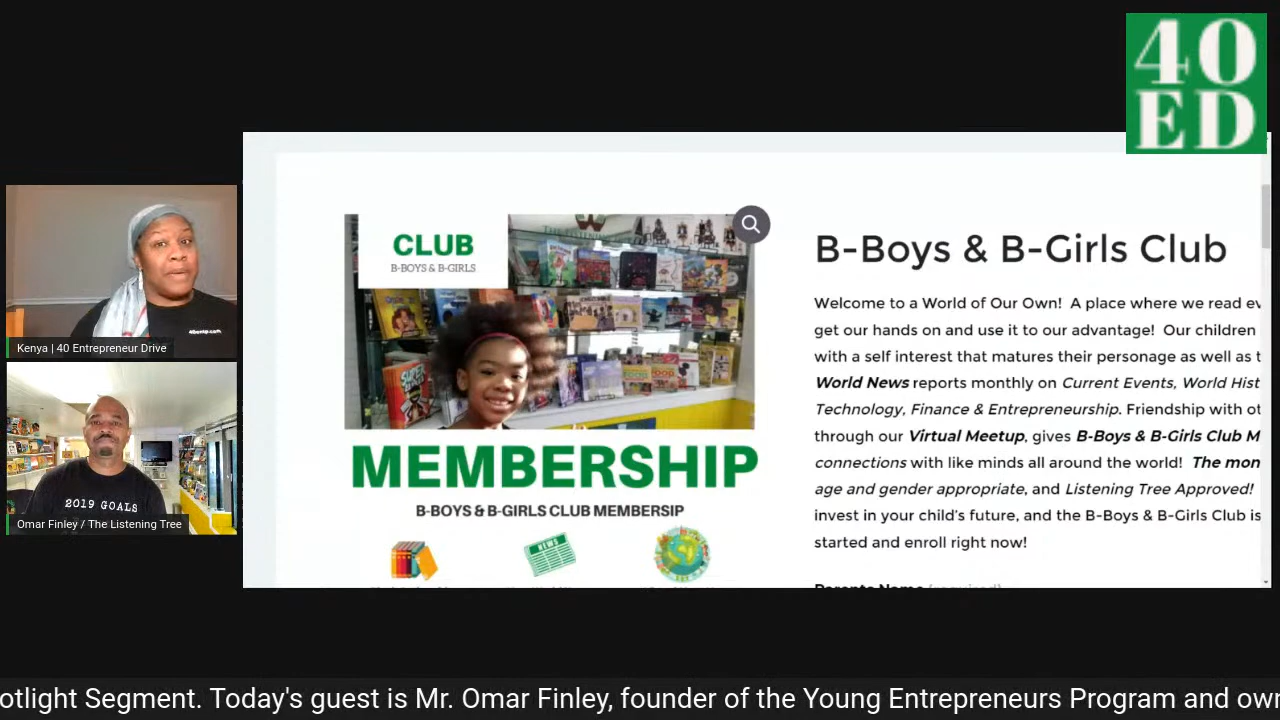 40
ED
CLUB
B-BOYS & B-GIRLS
MEMBERSHIP
B-BOYS & B-GIRLS CLUB MEMBERSIP
NEWS
B-Boys & B-Girls Club
Welcome to a World of Our Own! A place where we read ev
get our hands on and use it to our advantage! Our children
with a self interest that matures their personage as well as t
World News reports monthly on Current Events, World Hist
Technology, Finance & Entrepreneurship. Friendship with ot
through our Virtual Meetup, gives B-Boys & B-Girls Club M
connections with like minds all around the world! The mon
age and gender appropriate, and Listening Tree Approved!
invest in your child's future, and the B-Boys & B-Girls Club is
started and enroll right now!
Parents Name (required)
Kenya | 40 Entrepreneur Drive
2019 GOALS
Omar Finley / The Listening Tree
otlight Segment. Today's guest is Mr. Omar Finley, founder of the Young Entrepreneurs Program and own